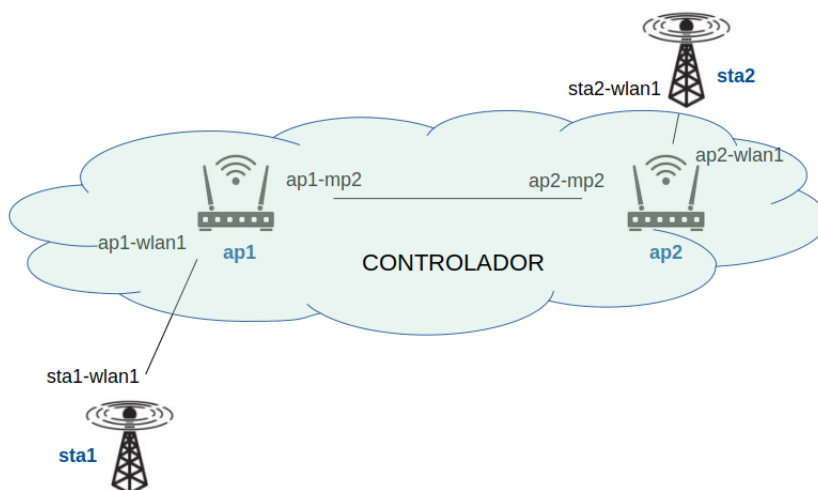 sta2
sta2-wlan1
ap2-wlan1
ap1-mp2
ap2-mp2
ap1-wlan1
ap1
ap2
CONTROLADOR
sta1-wlan1
sta1